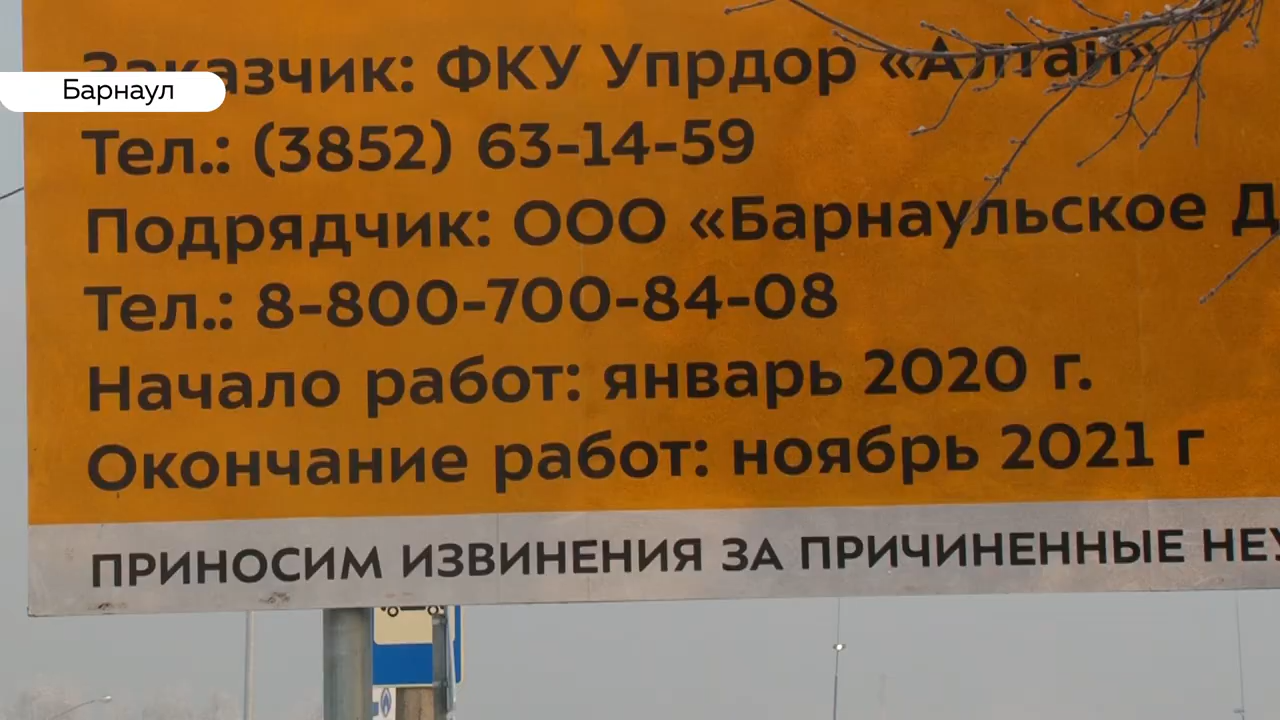 Барнаул
Заказчик: ФКУ Упрдор «Алтай»
Тел.: (3852) 63-14-59
Подрядчик: ООО «Барнаульское Д
Тел.: 8-800-700-84-08
Начало работ: январь 2020 г.
Окончание работ: ноябрь 2021 г
ПРИНОСИМ ИЗВИНЕНИЯ ЗА ПРИЧИНЕННЫЕ НЕУ